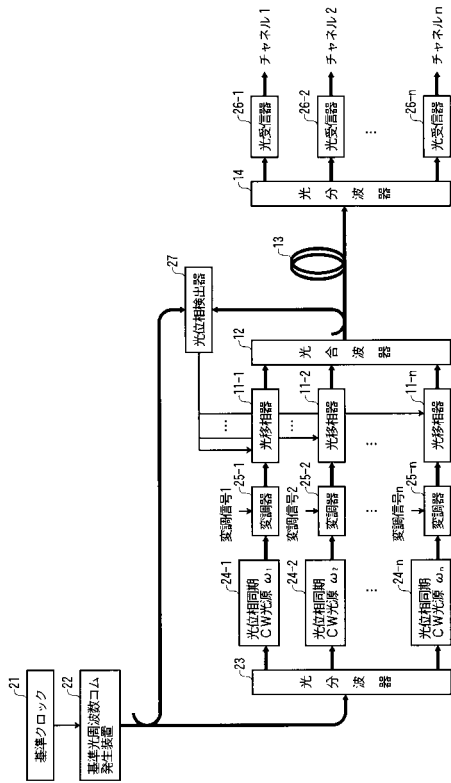 21
基準クロック
22
基準光周波数コム
発生装置
23
光分波器
24-1
光位相同期
CW光源 ω₁
24-2
光位相同期
CW光源 ω₂
⋮
24-n
光位相同期
CW光源 ωₙ
変調信号1
25-1
変調器
変調信号2
25-2
変調器
⋮
変調信号n
25-n
変調器
11-1
光移相器
…
11-2
光移相器
…
⋮
11-n
光移相器
12
光合波器
27
光位相検出器
13
14
光分波器
26-1
光受信器
チャネル1
26-2
光受信器
チャネル2
⋮
26-n
光受信器
チャネルn